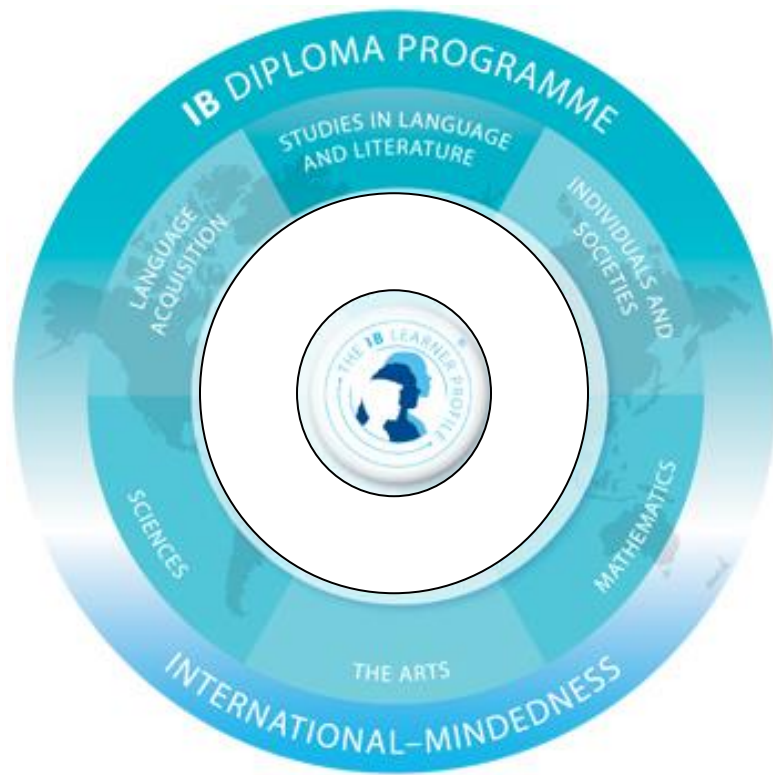 IB DIPLOMA PROGRAMME
STUDIES IN LANGUAGE
AND LITERATURE
LANGUAGE
ACQUISITION
INDIVIDUALS AND
SOCIETIES
THE IB LEARNER PROFILE
SCIENCES
MATHEMATICS
THE ARTS
INTERNATIONAL–MINDEDNESS